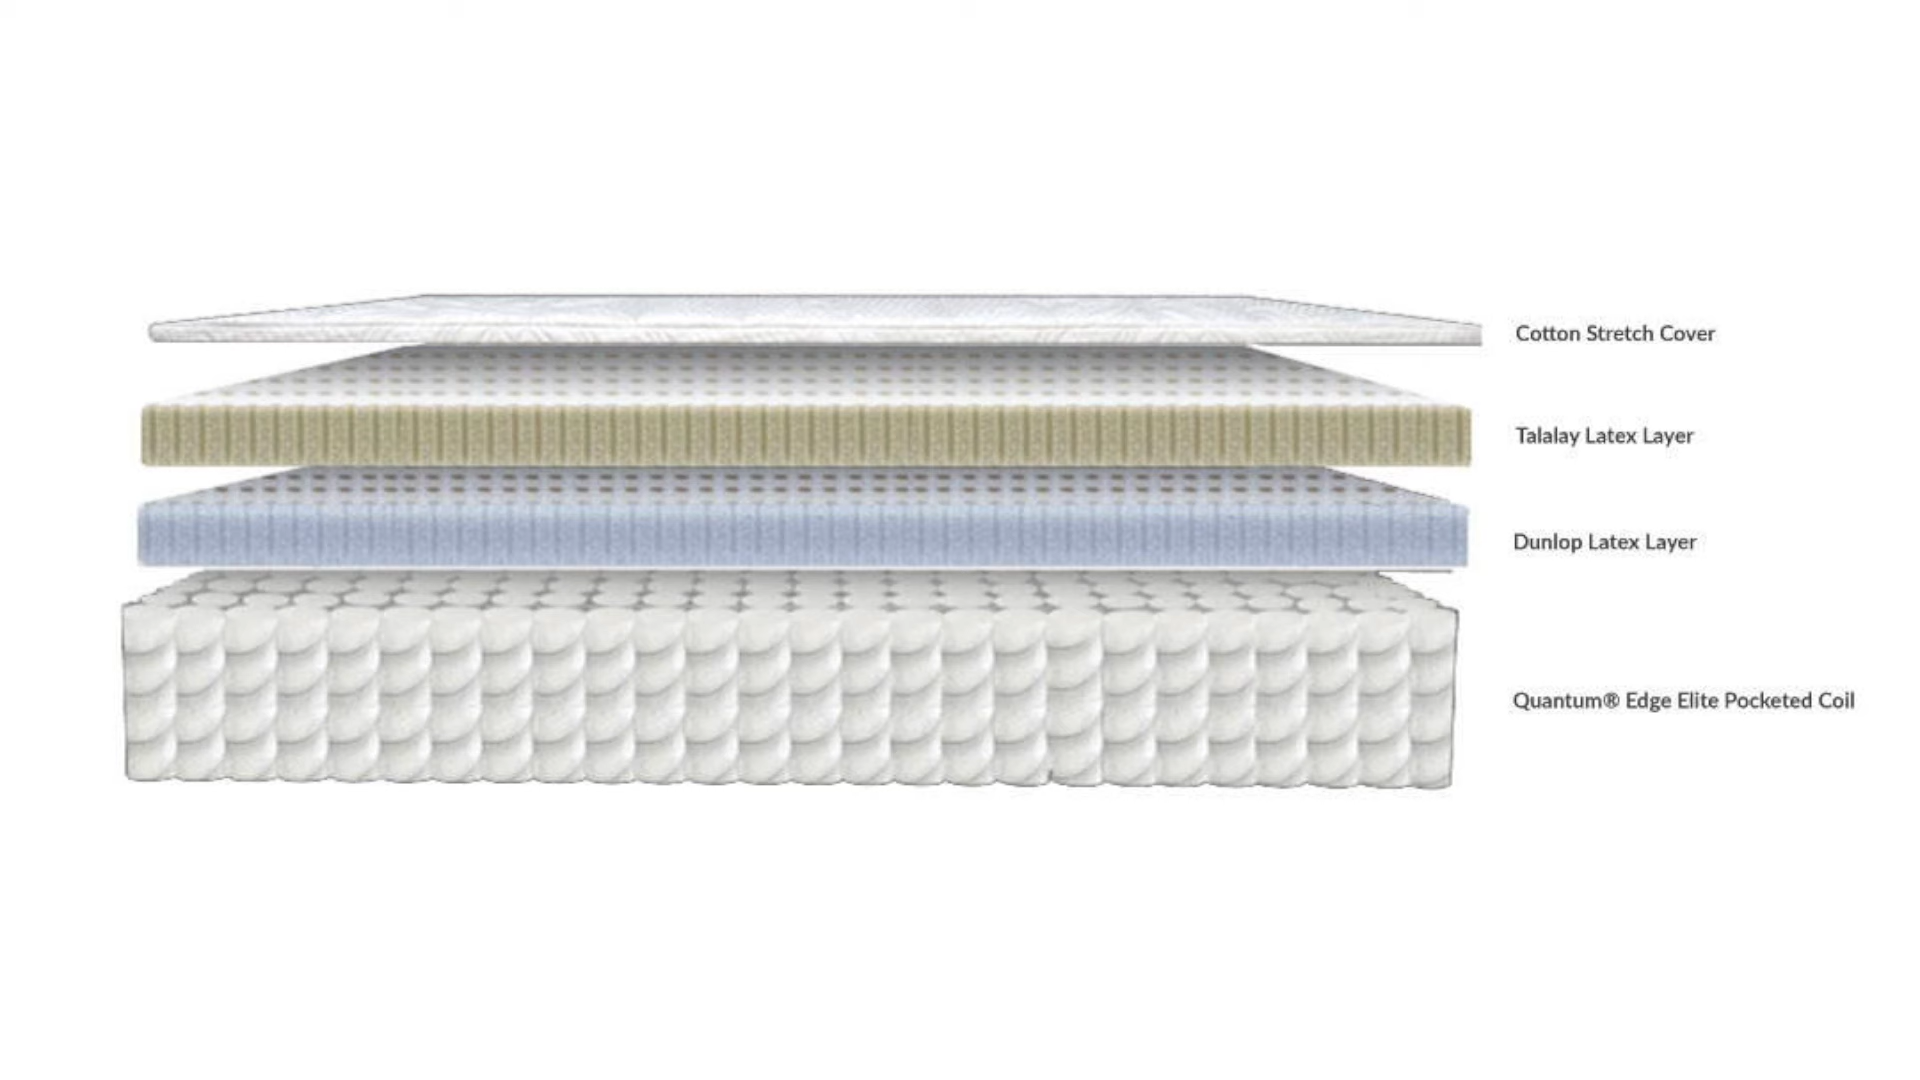 Cotton Stretch Cover
Talalay Latex Layer
Dunlop Latex Layer
Quantum® Edge Elite Pocketed Coil